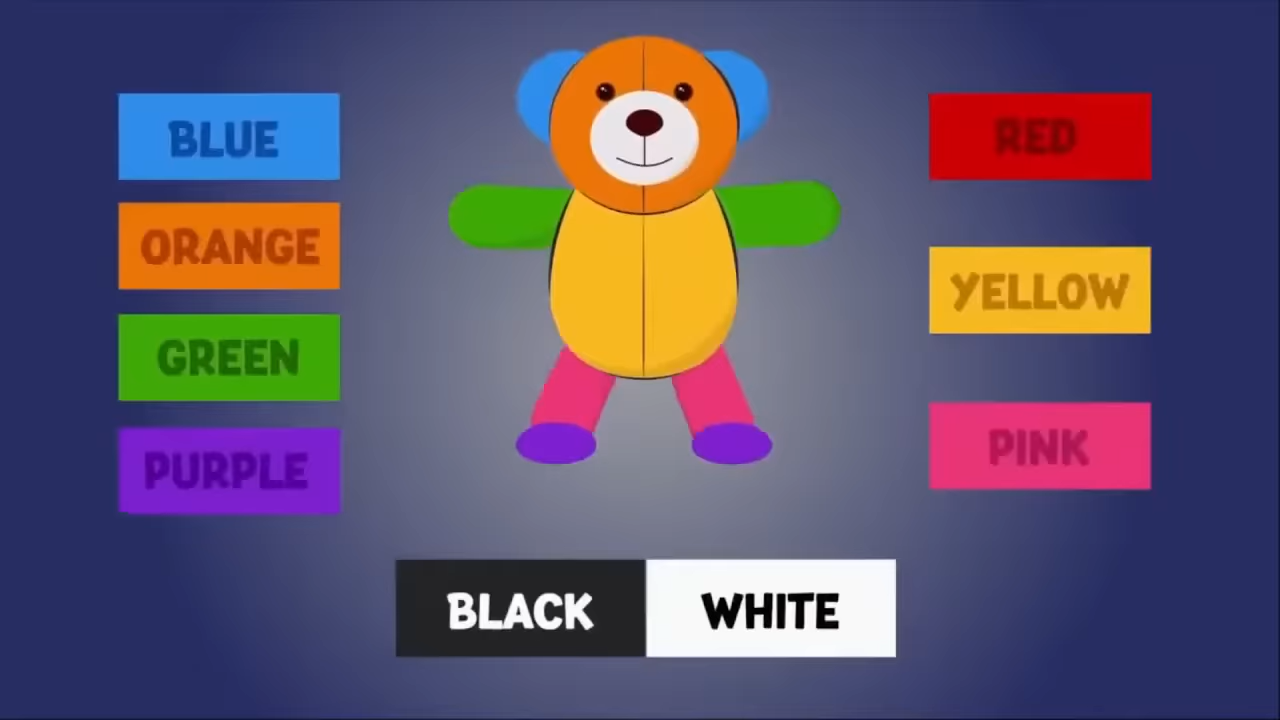 BLUE
ORANGE
GREEN
PURPLE
RED
YELLOW
PINK
BLACK
WHITE